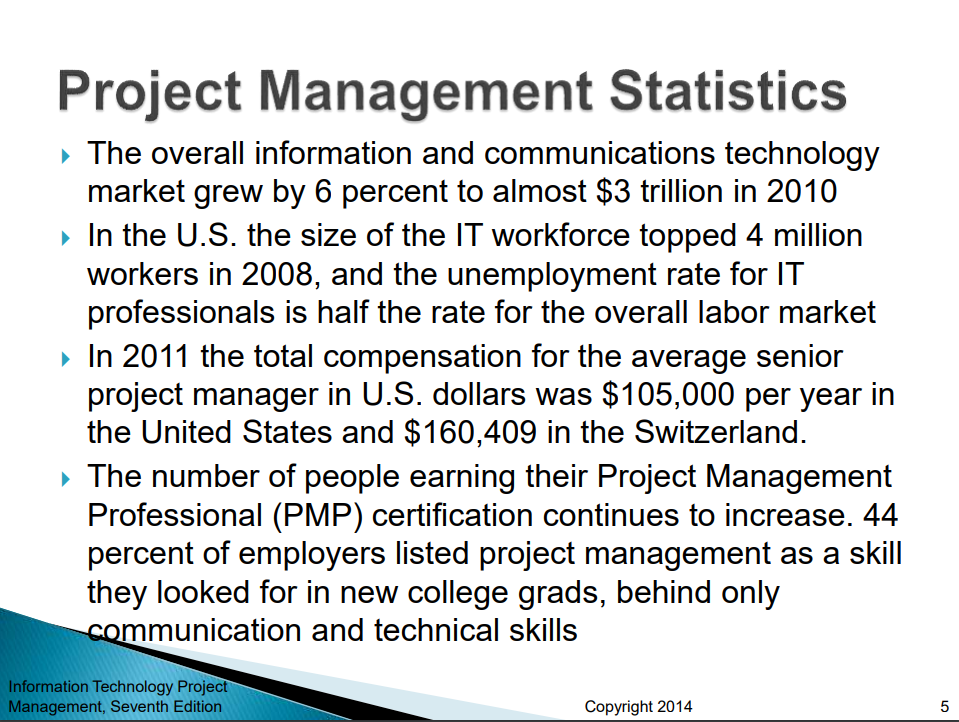 Project Management Statistics
The overall information and communications technology
market grew by 6 percent to almost $3 trillion in 2010
In the U.S. the size of the IT workforce topped 4 million
workers in 2008, and the unemployment rate for IT
professionals is half the rate for the overall labor market
In 2011 the total compensation for the average senior
project manager in U.S. dollars was $105,000 per year in
the United States and $160,409 in the Switzerland.
The number of people earning their Project Management
Professional (PMP) certification continues to increase. 44
percent of employers listed project management as a skill
they looked for in new college grads, behind only
communication and technical skills
Information Technology Project
Management, Seventh Edition
Copyright 2014
5